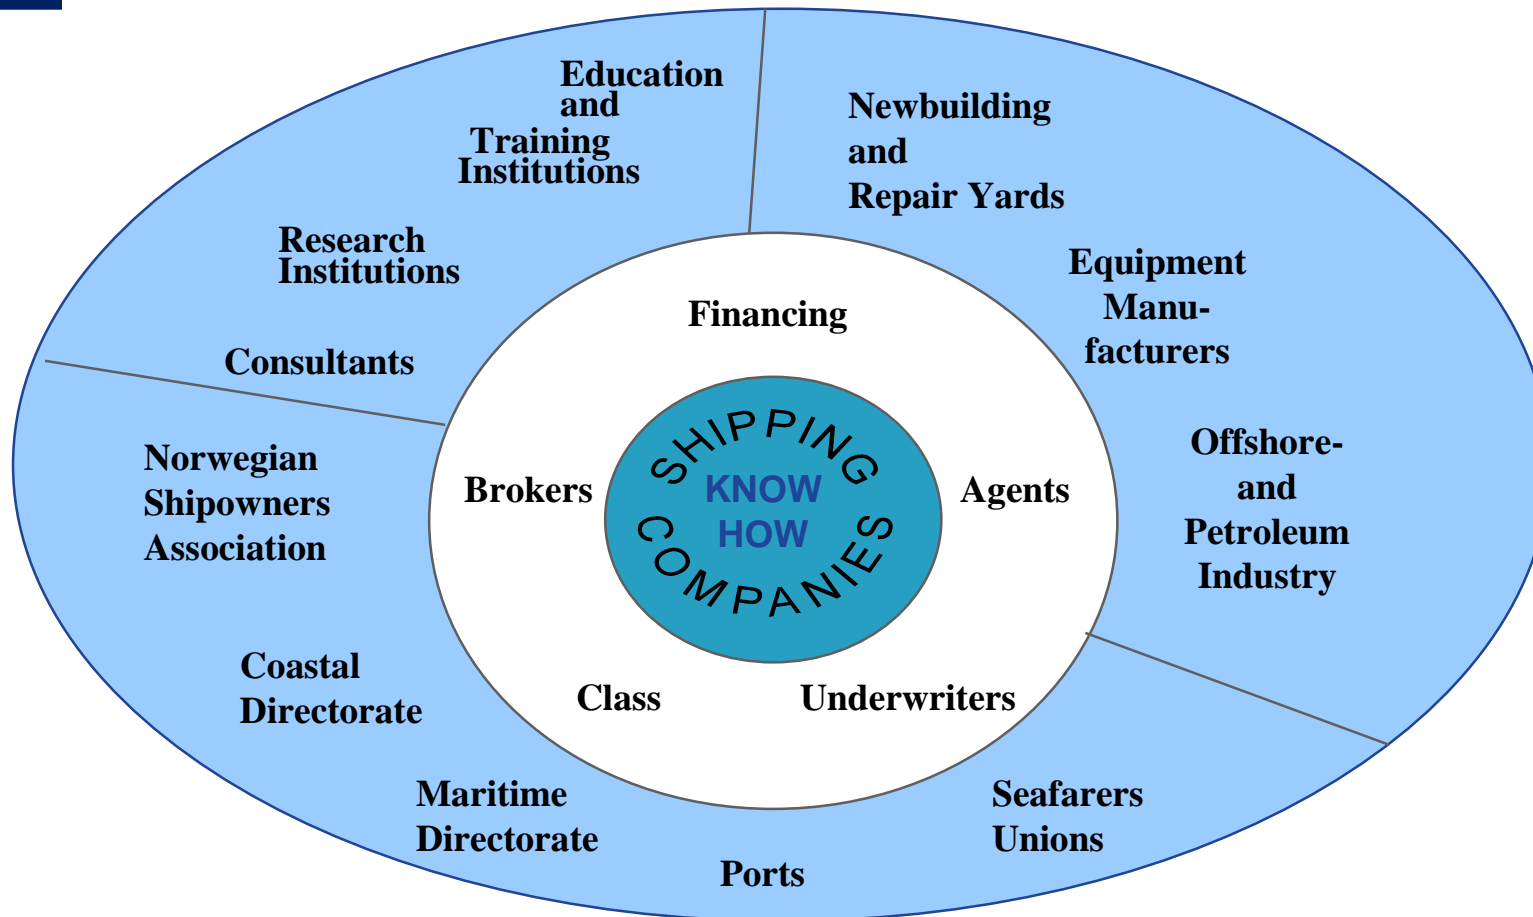 Education
and
Training
Institutions
Newbuilding
and
Repair Yards
Research
Institutions
Equipment
Manu-
facturers
Consultants
Financing
Norwegian
Shipowners
Association
Brokers
SHIPPING
KNOW
HOW
COMPANIES
Agents
Offshore-
and
Petroleum
Industry
Coastal
Directorate
Class
Underwriters
Maritime
Directorate
Ports
Seafarers
Unions